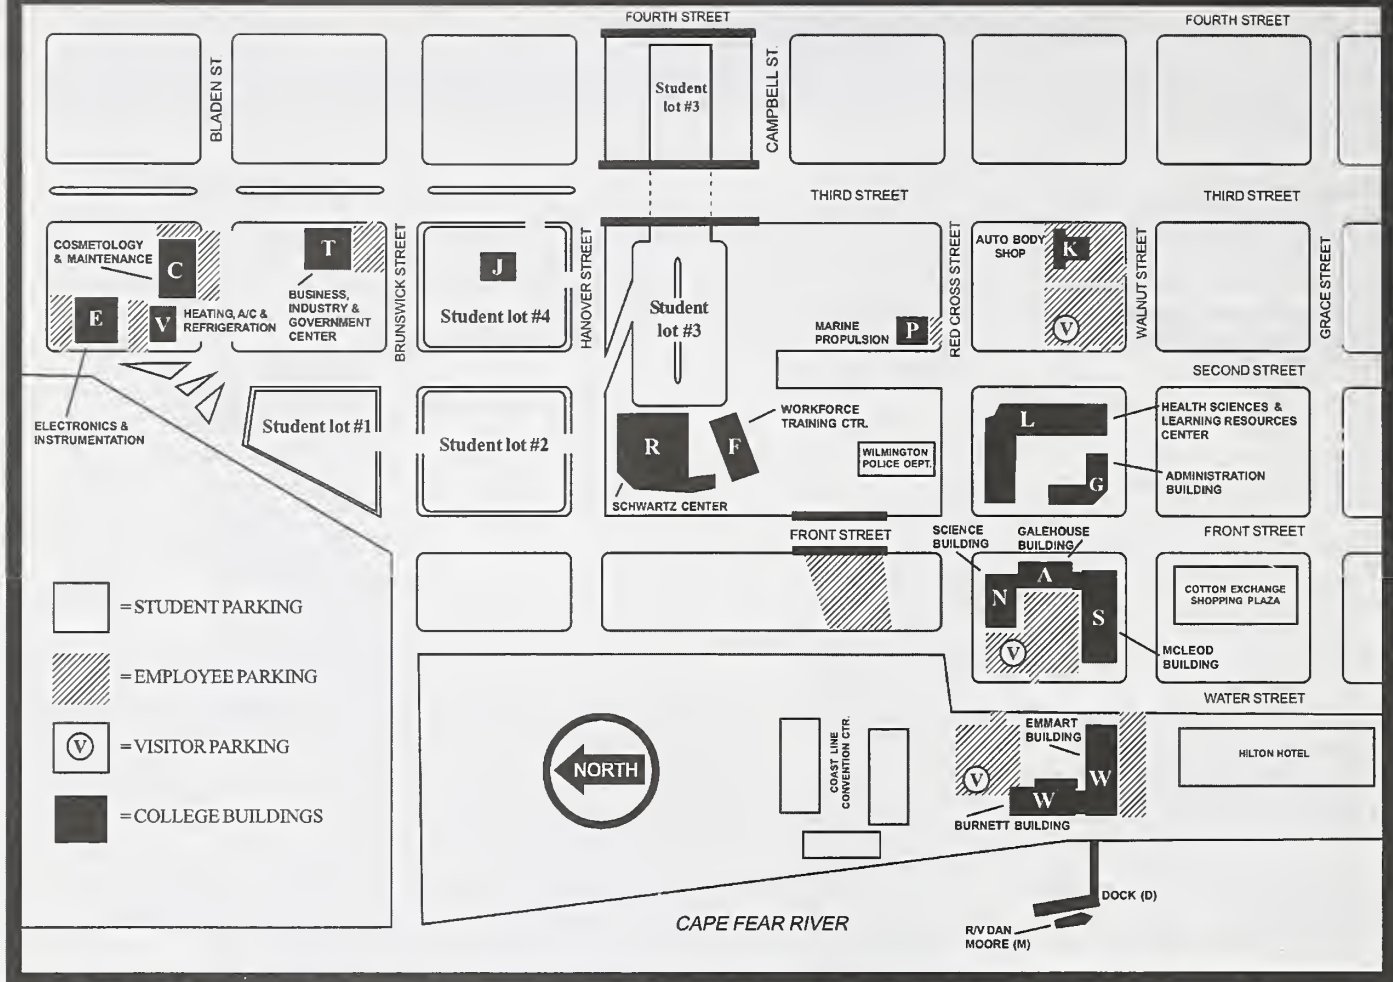 FOURTH STREET
FOURTH STREET
BLADEN ST.
CAMPBELL ST.
Student
lot #3
THIRD STREET
THIRD STREET
COSMETOLOGY
& MAINTENANCE
C
E
V
HEATING, A/C &
REFRIGERATION
T
BUSINESS,
INDUSTRY &
GOVERNMENT
CENTER
BRUNSWICK STREET
J
Student lot #4
HANOVER STREET
Student
lot #3
MARINE
PROPULSION
P
RED CROSS STREET
AUTO BODY
SHOP
K
V
WALNUT STREET
GRACE STREET
SECOND STREET
ELECTRONICS &
INSTRUMENTATION
Student lot #1
Student lot #2
R
F
WORKFORCE
TRAINING CTR.
WILMINGTON
POLICE OEPT.
SCHWARTZ CENTER
L
HEALTH SCIENCES &
LEARNING RESOURCES
CENTER
G
ADMINISTRATION
BUILDING
FRONT STREET
FRONT STREET
SCIENCE
BUILDING
GALEHOUSE
BUILDING
N
A
S
V
COTTON EXCHANGE
SHOPPING PLAZA
MCLEOD
BUILDING
WATER STREET
= STUDENT PARKING
= EMPLOYEE PARKING
V
= VISITOR PARKING
= COLLEGE BUILDINGS
NORTH
COAST LINE
CONVENTION CTR.
EMMART
BUILDING
V
W
W
BURNETT BUILDING
HILTON HOTEL
DOCK (D)
R/V DAN
MOORE (M)
CAPE FEAR RIVER